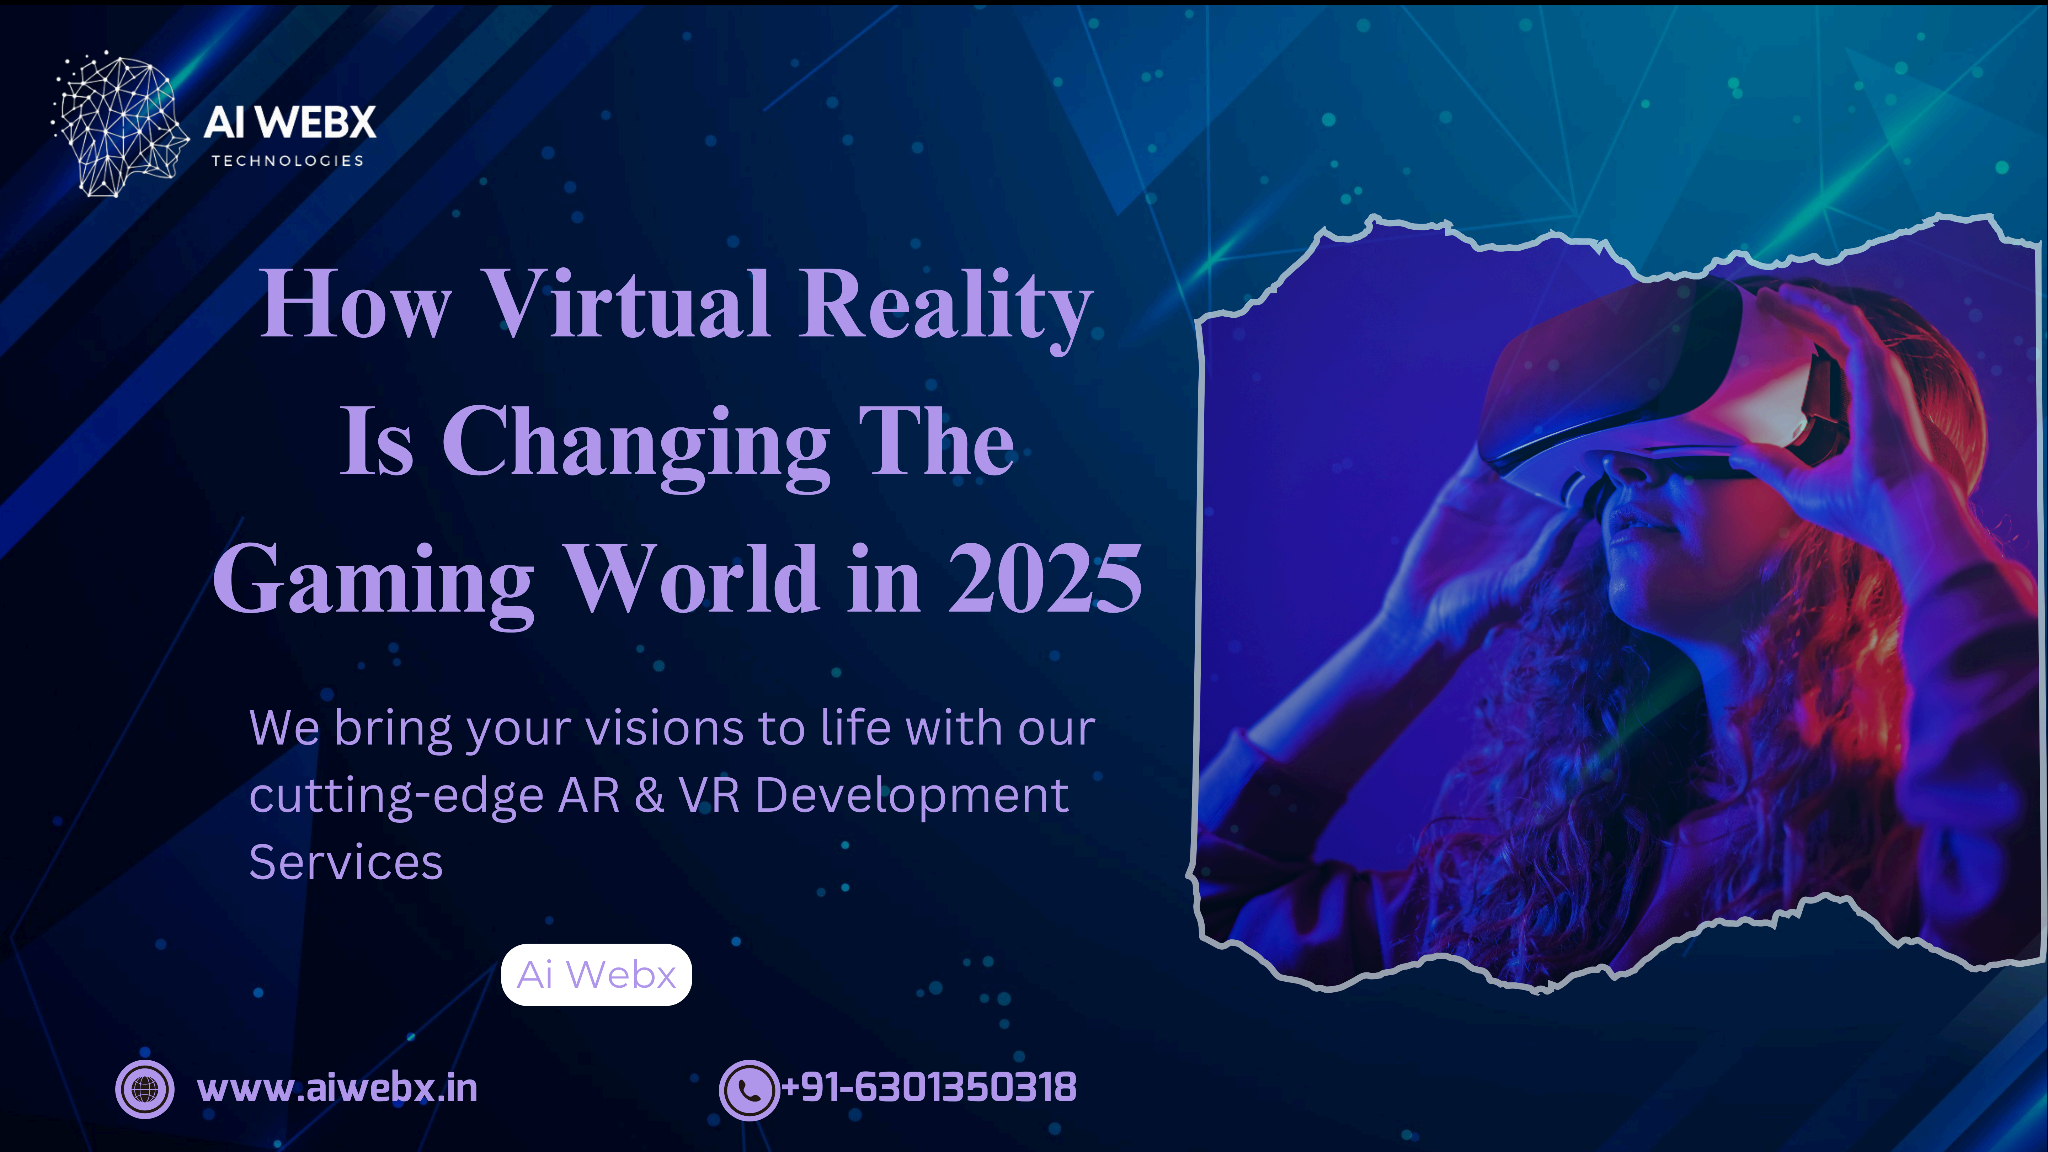 AI WEBX
TECHNOLOGIES
How Virtual Reality
Is Changing The
Gaming World in 2025
We bring your visions to life with our
cutting-edge AR & VR Development
Services
Ai Webx
www.aiwebx.in
+91-6301350318